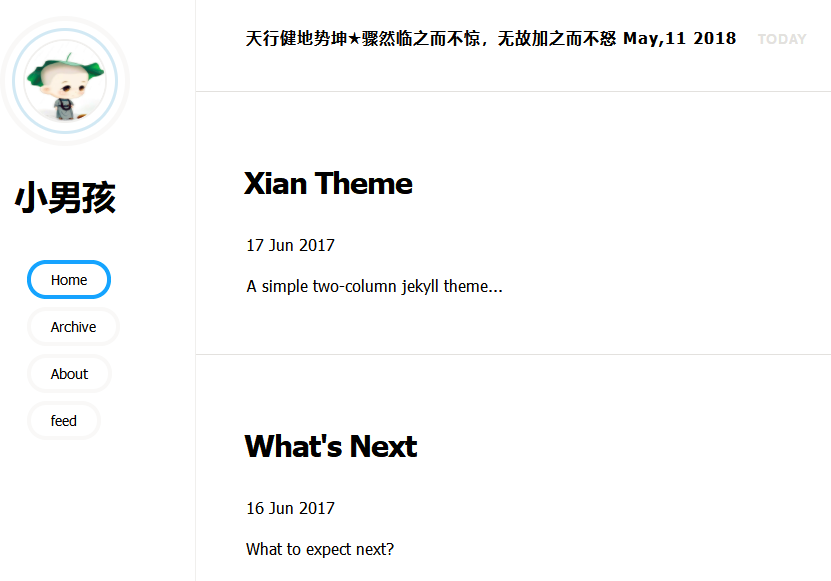 天行健地势坤★骤然临之而不惊，无故加之而不怒 May,11 2018 TODAY
小男孩
Home
Archive
About
feed
Xian Theme
17 Jun 2017
A simple two-column jekyll theme...
What's Next
16 Jun 2017
What to expect next?